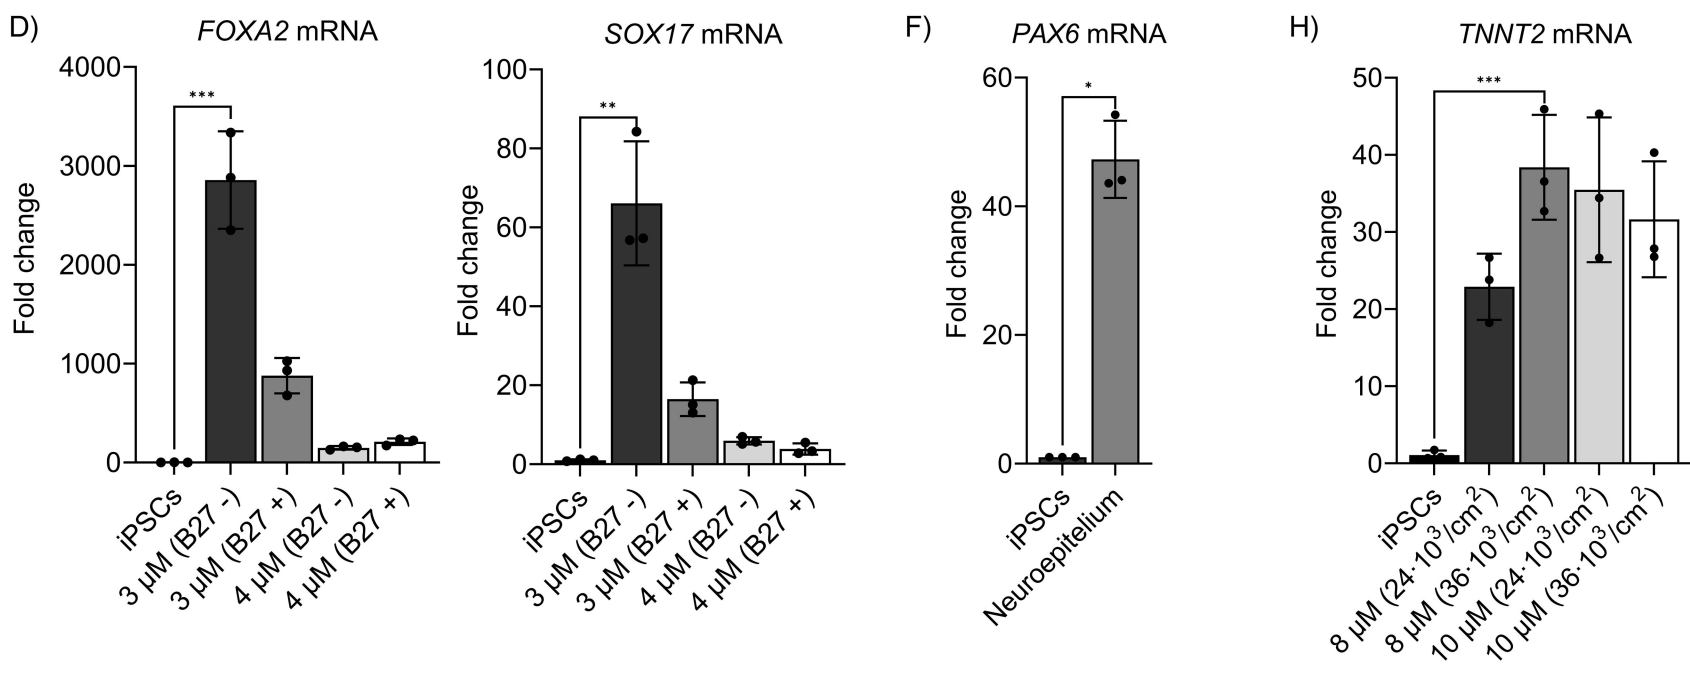 D)
FOXA2 mRNA
Fold change
4000
3000
2000
1000
0
***
iPSCs
3 µM (B27 -)
3 µM (B27 +)
4 µM (B27 -)
4 µM (B27 +)
SOX17 mRNA
Fold change
100
80
60
40
20
0
**
iPSCs
3 µM (B27 -)
3 µM (B27 +)
4 µM (B27 -)
4 µM (B27 +)
F)
PAX6 mRNA
Fold change
60
40
20
0
*
iPSCs
Neuroepitelium
H)
TNNT2 mRNA
Fold change
50
40
30
20
10
0
***
iPSCs
8 µM (24·10³/cm²)
8 µM (36·10³/cm²)
10 µM (24·10³/cm²)
10 µM (36·10³/cm²)